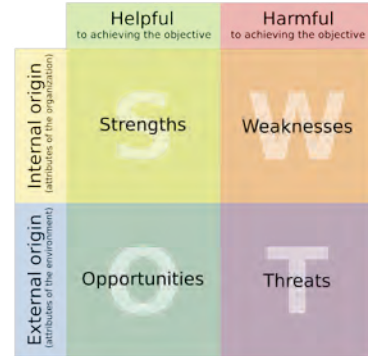 Helpful
to achieving the objective
Harmful
to achieving the objective
Internal origin
(attributes of the organization)
S
Strengths
W
Weaknesses
External origin
(attributes of the environment)
O
Opportunities
T
Threats